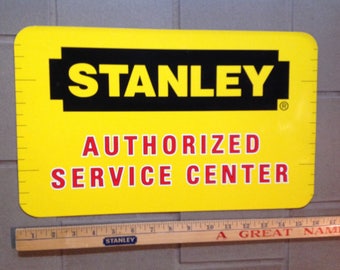 STANLEY®
AUTHORIZED
SERVICE CENTER
STANLEY
A GREAT NAM